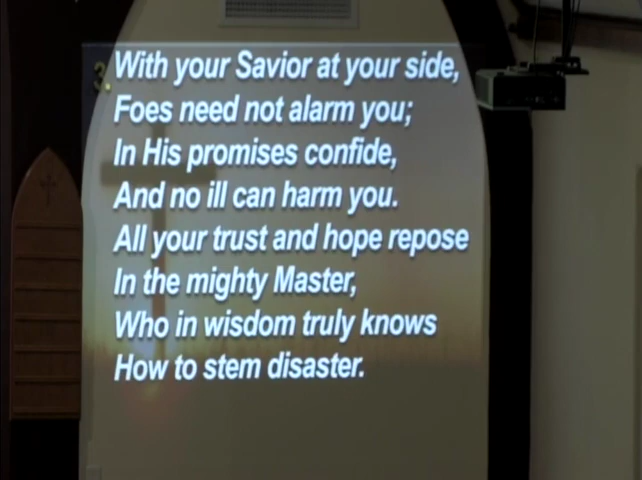 3. With your Savior at your side,
Foes need not alarm you;
In His promises confide,
And no ill can harm you.
All your trust and hope repose
In the mighty Master,
Who in wisdom truly knows
How to stem disaster.